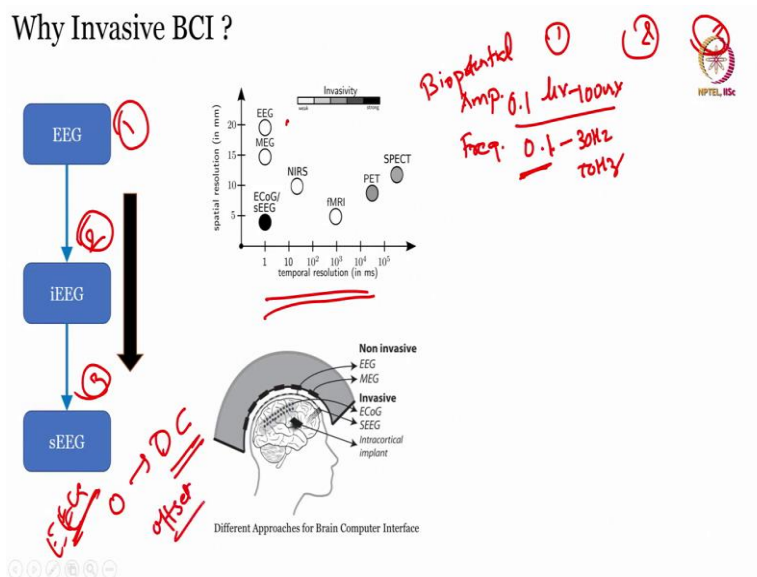 Why Invasive BCI ?
Biopotential ① ② ③
Amp. 0.1 μv-100mv
Freq. 0.1 - 30Hz
70Hz
NPTEL, IISc
EEG ①
②
iEEG
③
sEEG
0 → DC
offset
Invasivity
weak strong
spatial resolution (in mm)
20
15
10
5
EEG
MEG
NIRS
ECoG/
sEEG
fMRI
PET
SPECT
1 10 10² 10³ 10⁴ 10⁵
temporal resolution (in ms)
Non invasive
EEG
MEG
Invasive
ECoG
SEEG
Intracortical
implant
Different Approaches for Brain Computer Interface